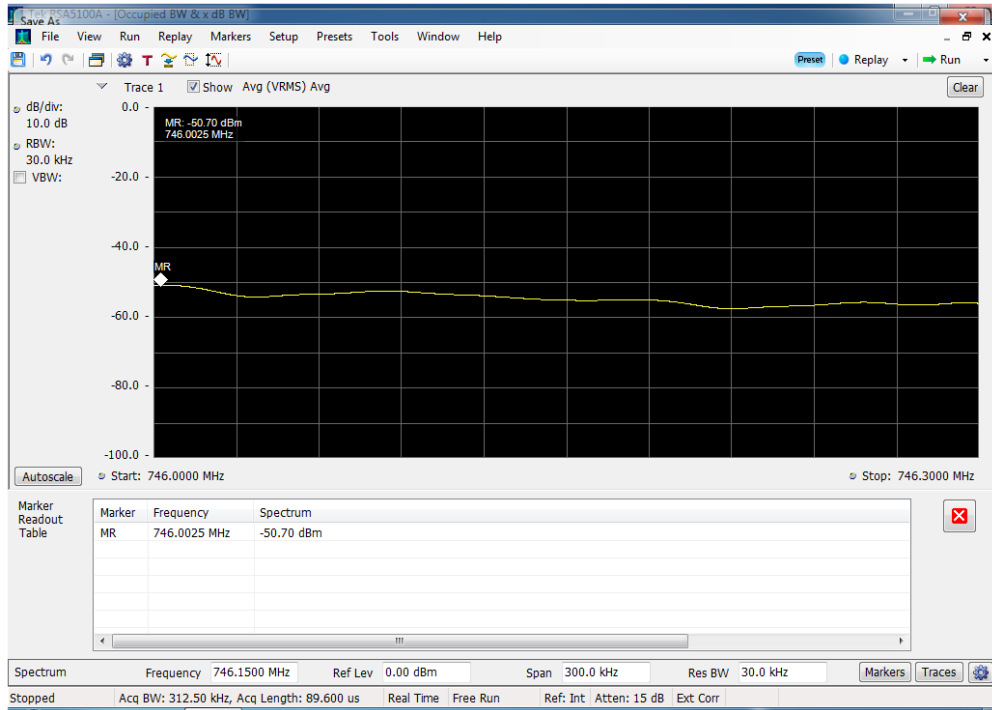 Tek RSA5100A - [Occupied BW & x dB BW]
Save As
File View Run Replay Markers Setup Presets Tools Window Help
T Preset Replay Run
Trace 1 Show Avg (VRMS) Avg Clear
dB/div:
10.0 dB
RBW:
30.0 kHz
VBW:
0.0
MR: -50.70 dBm
746.0025 MHz
-20.0
-40.0
MR
-60.0
-80.0
-100.0
Autoscale Start: 746.0000 MHz Stop: 746.3000 MHz
Marker
Readout
Table
Marker Frequency Spectrum
MR 746.0025 MHz -50.70 dBm
Spectrum Frequency 746.1500 MHz Ref Lev 0.00 dBm Span 300.0 kHz Res BW 30.0 kHz Markers Traces
Stopped Acq BW: 312.50 kHz, Acq Length: 89.600 us Real Time Free Run Ref: Int Atten: 15 dB Ext Corr